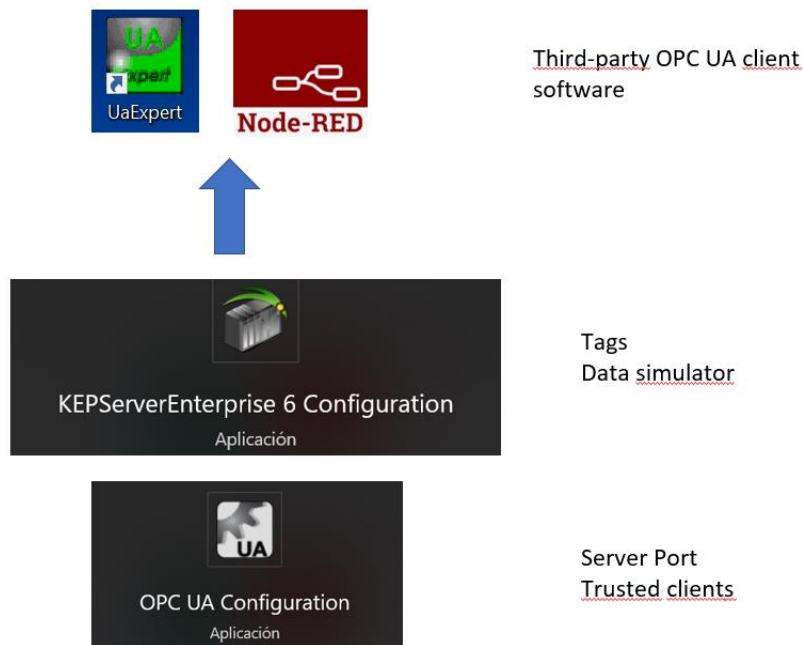 UA
expert
UaExpert
Node-RED
Third-party OPC UA client
software
KEPServerEnterprise 6 Configuration
Aplicación
Tags
Data simulator
UA
OPC UA Configuration
Aplicación
Server Port
Trusted clients